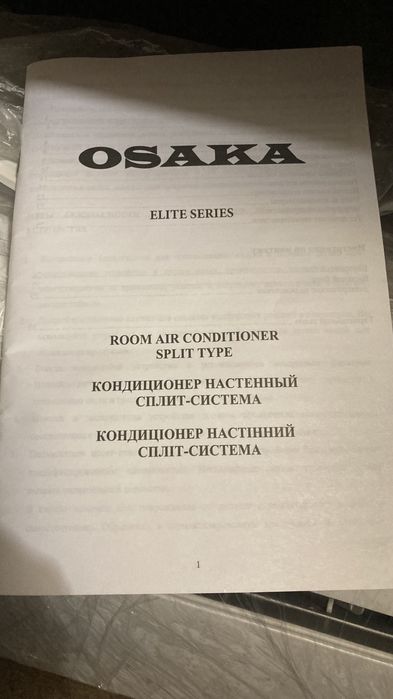 OSAKA
ELITE SERIES
ROOM AIR CONDITIONER
SPLIT TYPE
КОНДИЦИОНЕР НАСТЕННЫЙ
СПЛИТ-СИСТЕМА
КОНДИЦІОНЕР НАСТІННИЙ
СПЛІТ-СИСТЕМА
1